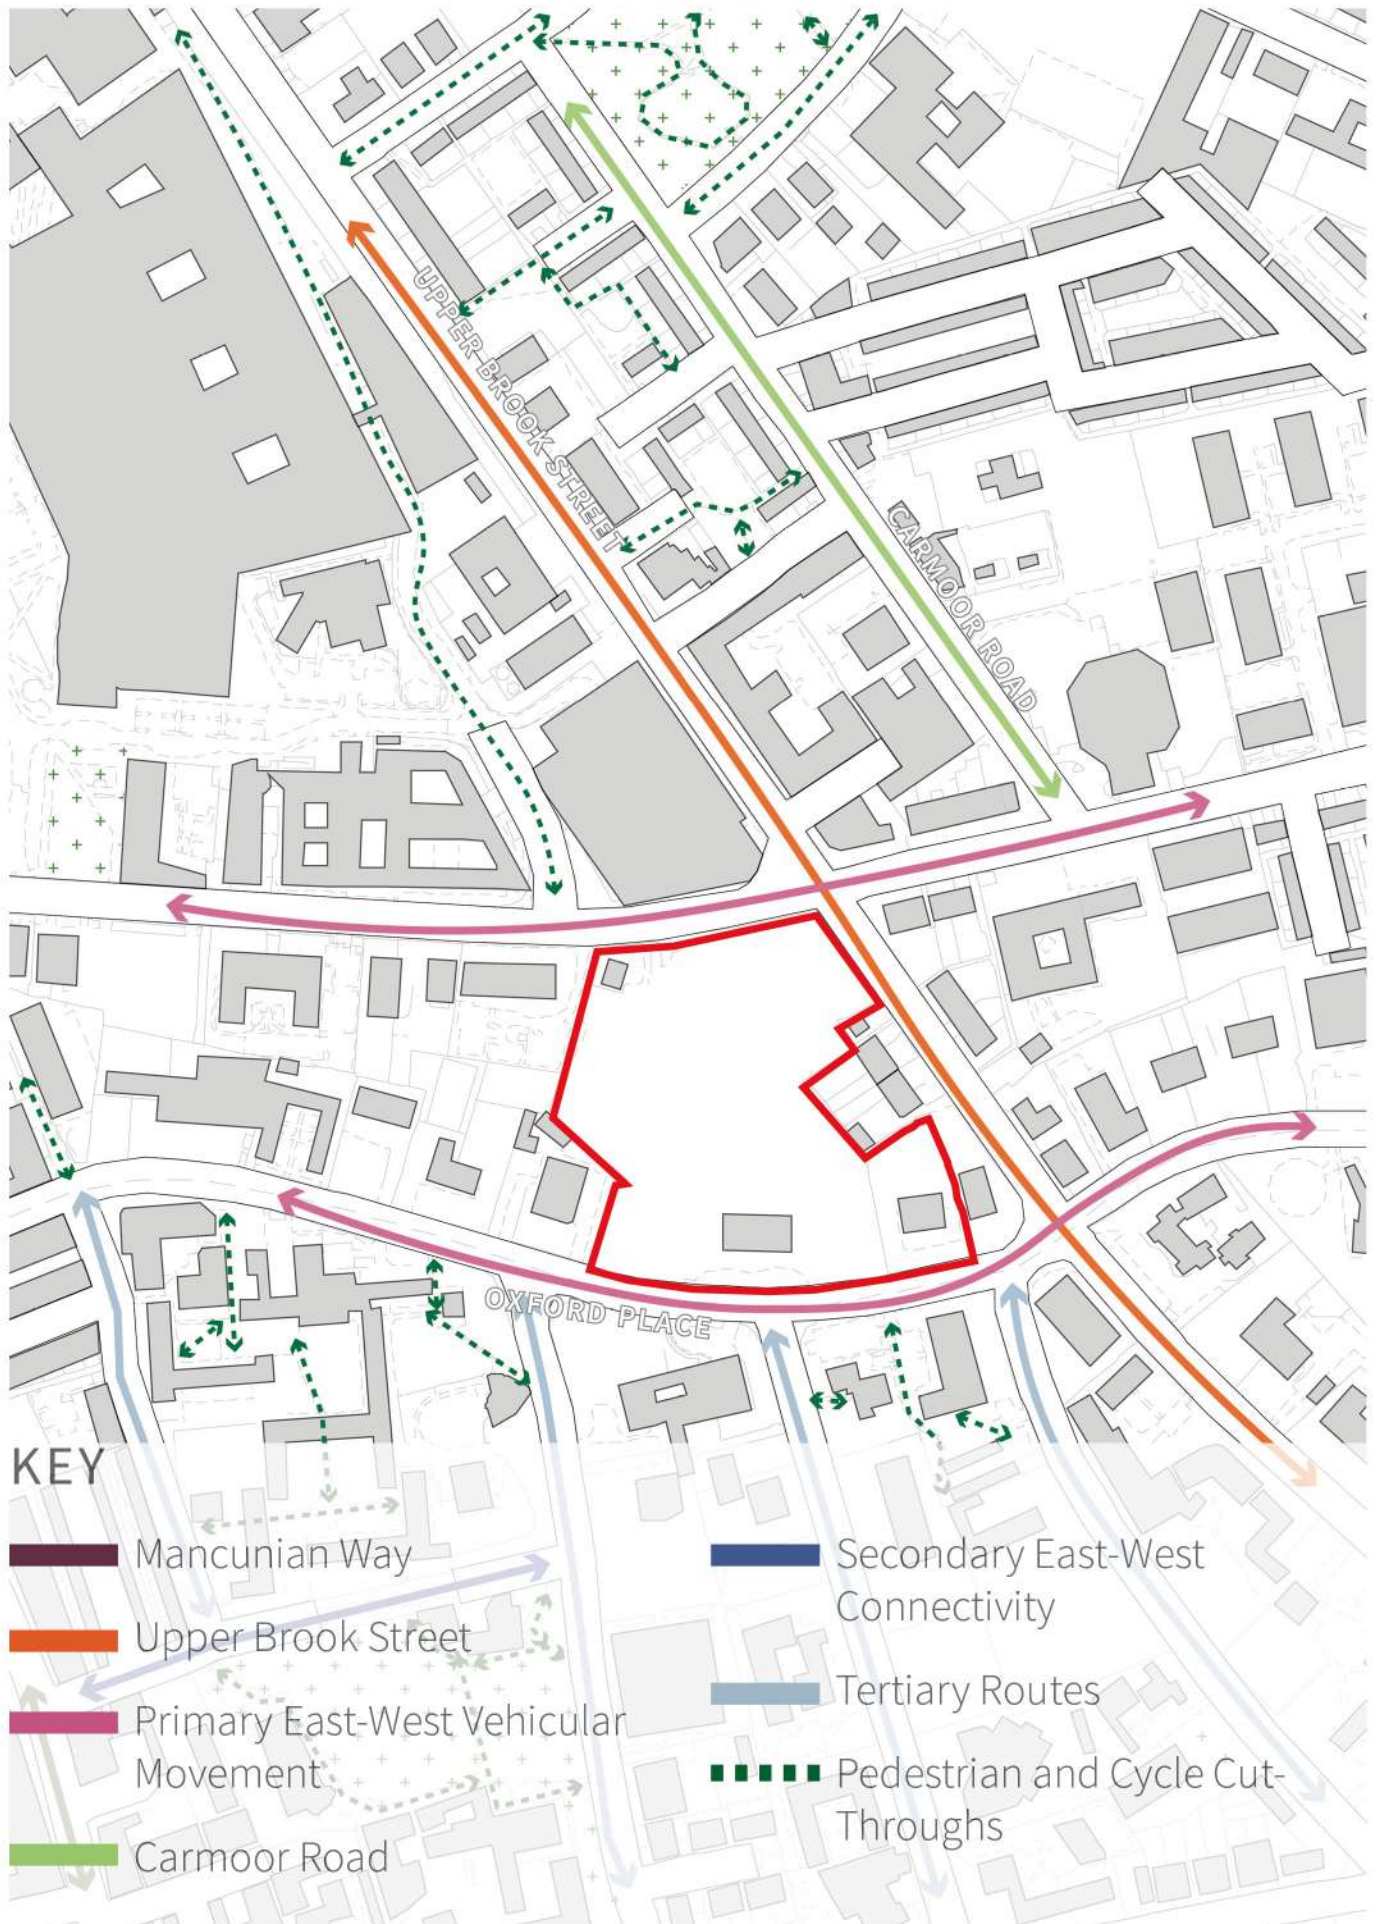 UPPER BROOK STREET
CARMOOR ROAD
OXFORD PLACE
KEY
Mancunian Way
Upper Brook Street
Primary East-West Vehicular
Movement
Carmoor Road
Secondary East-West
Connectivity
Tertiary Routes
Pedestrian and Cycle Cut-
Throughs